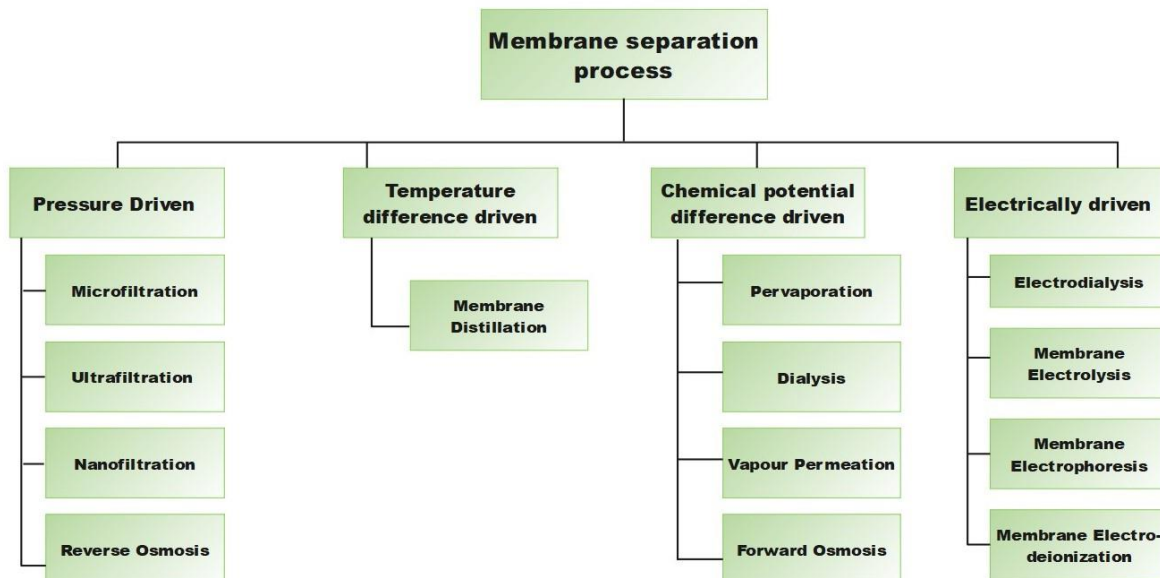 Membrane separation
process
Pressure Driven
Microfiltration
Ultrafiltration
Nanofiltration
Reverse Osmosis
Temperature
difference driven
Membrane
Distillation
Chemical potential
difference driven
Pervaporation
Dialysis
Vapour Permeation
Forward Osmosis
Electrically driven
Electrodialysis
Membrane
Electrolysis
Membrane
Electrophoresis
Membrane Electro-
deionization